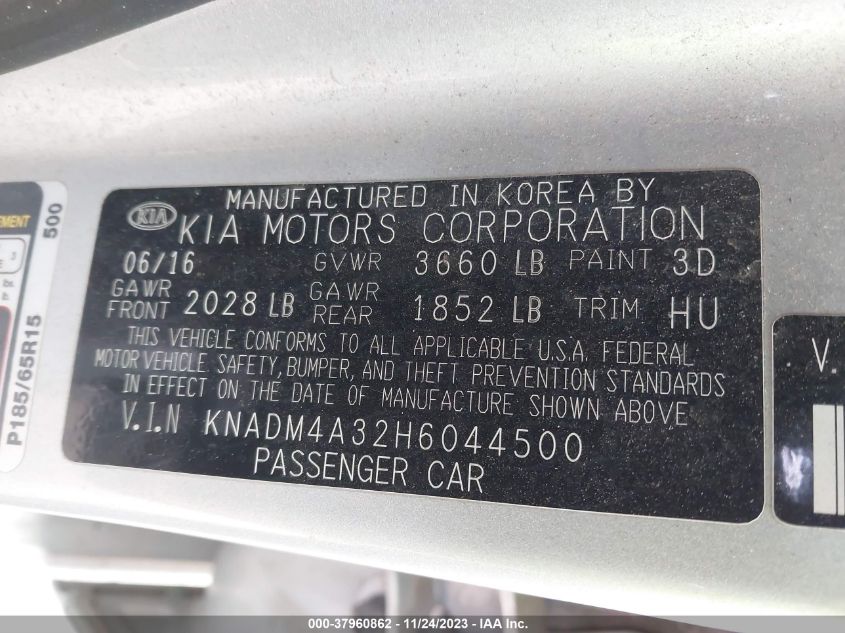 MANUFACTURED IN KOREA BY
KIA KIA MOTORS CORPORATION
06/16 GVWR 3660 LB PAINT 3D
GAWR FRONT 2028 LB GAWR REAR 1852 LB TRIM HU
THIS VEHICLE CONFORMS TO ALL APPLICABLE U.S.A. FEDERAL
MOTOR VEHICLE SAFETY, BUMPER, AND THEFT PREVENTION STANDARDS
IN EFFECT ON THE DATE OF MANUFACTURE SHOWN ABOVE
V.I.N KNADM4A32H6044500
PASSENGER CAR
500
P185/65R15
V.
000-37960862 - 11/24/2023 - IAA Inc.